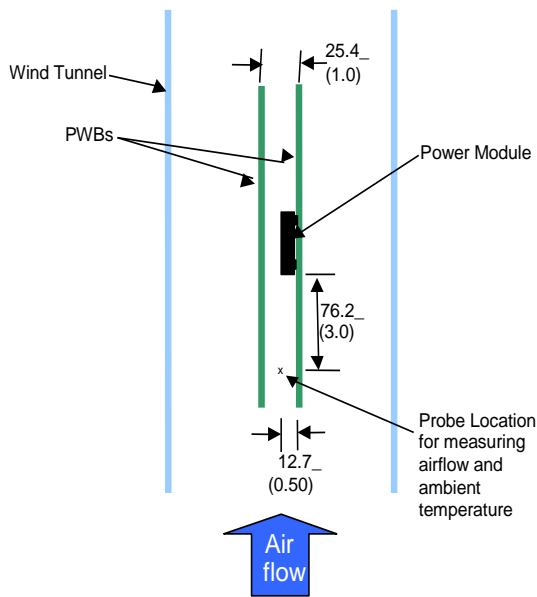 25.4_
(1.0)
Wind Tunnel
PWBs
Power Module
76.2_
(3.0)
x
Probe Location
for measuring
airflow and
ambient
temperature
12.7_
(0.50)
Air
flow